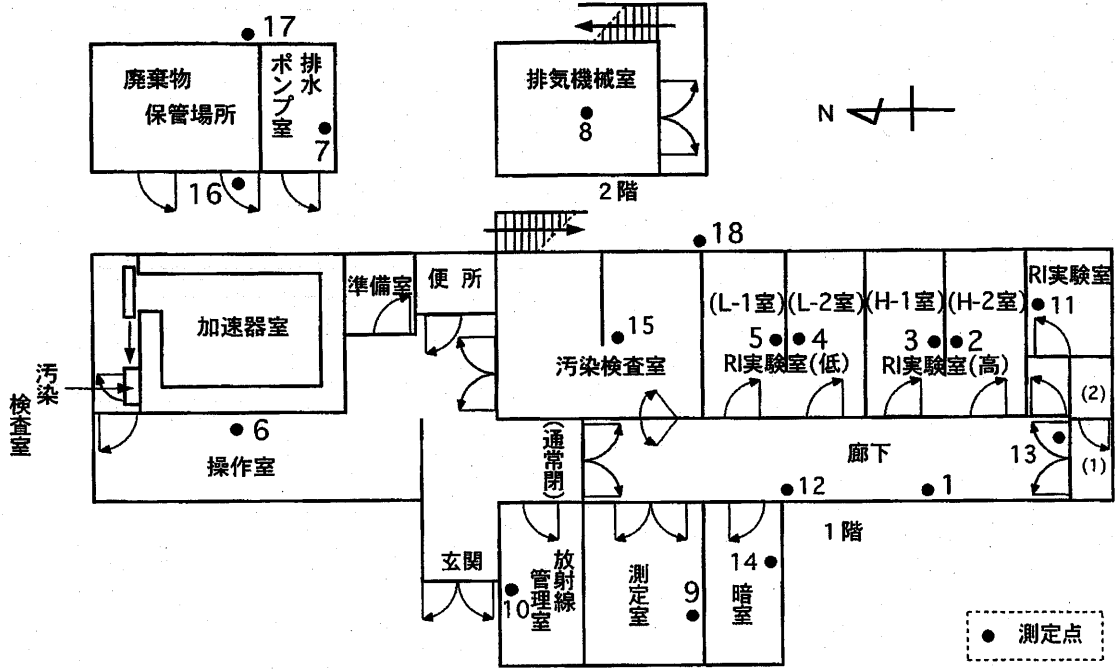 17
廃棄物
保管場所
排水
ポンプ室
7
16
排気機械室
8
2階
N
18
準備室
便 所
加速器室
汚染
検査室
6
操作室
15
汚染検査室
(L-1室)
(L-2室)
5
4
RI実験室(低)
(H-1室)
(H-2室)
3
2
RI実験室(高)
RI実験室
11
(2)
(1)
(通常閉)
廊下
13
12
1
1階
玄関
放射線
管理室
10
測定室
9
14
暗室
測定点